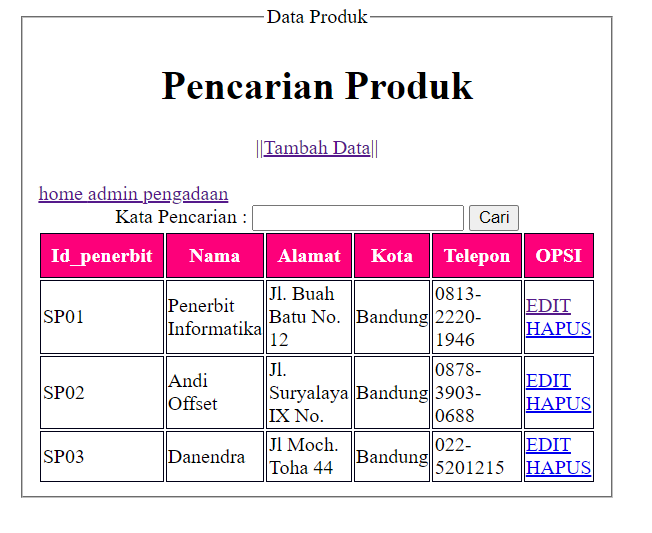 Data Produk
Pencarian Produk
||Tambah Data||
home admin pengadaan
Kata Pencarian : Cari
Id_penerbit Nama Alamat Kota Telepon OPSI
SP01 Penerbit Informatika Jl. Buah Batu No. 12 Bandung 0813-2220-1946 EDIT HAPUS
SP02 Andi Offset Jl. Suryalaya IX No. Bandung 0878-3903-0688 EDIT HAPUS
SP03 Danendra Jl Moch. Toha 44 Bandung 022-5201215 EDIT HAPUS